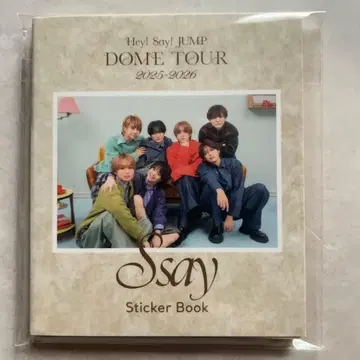 Hey! Say! JUMP
DOME TOUR
2025-2026
Ssay
Sticker Book